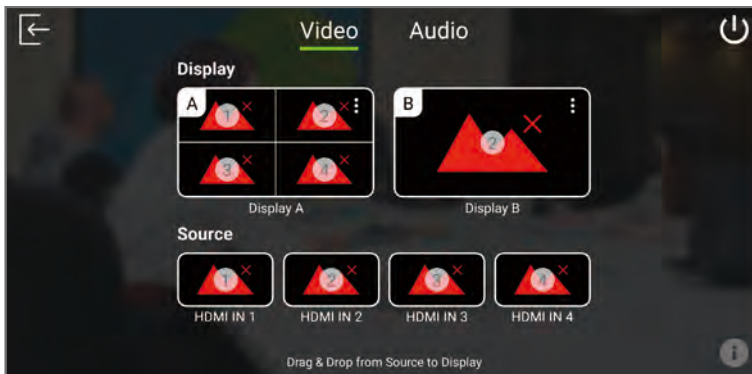 Video Audio
Display
A 1 2 B 2
3 4
Display A Display B
Source
1 2 3 4
HDMI IN 1 HDMI IN 2 HDMI IN 3 HDMI IN 4
Drag & Drop from Source to Display
i